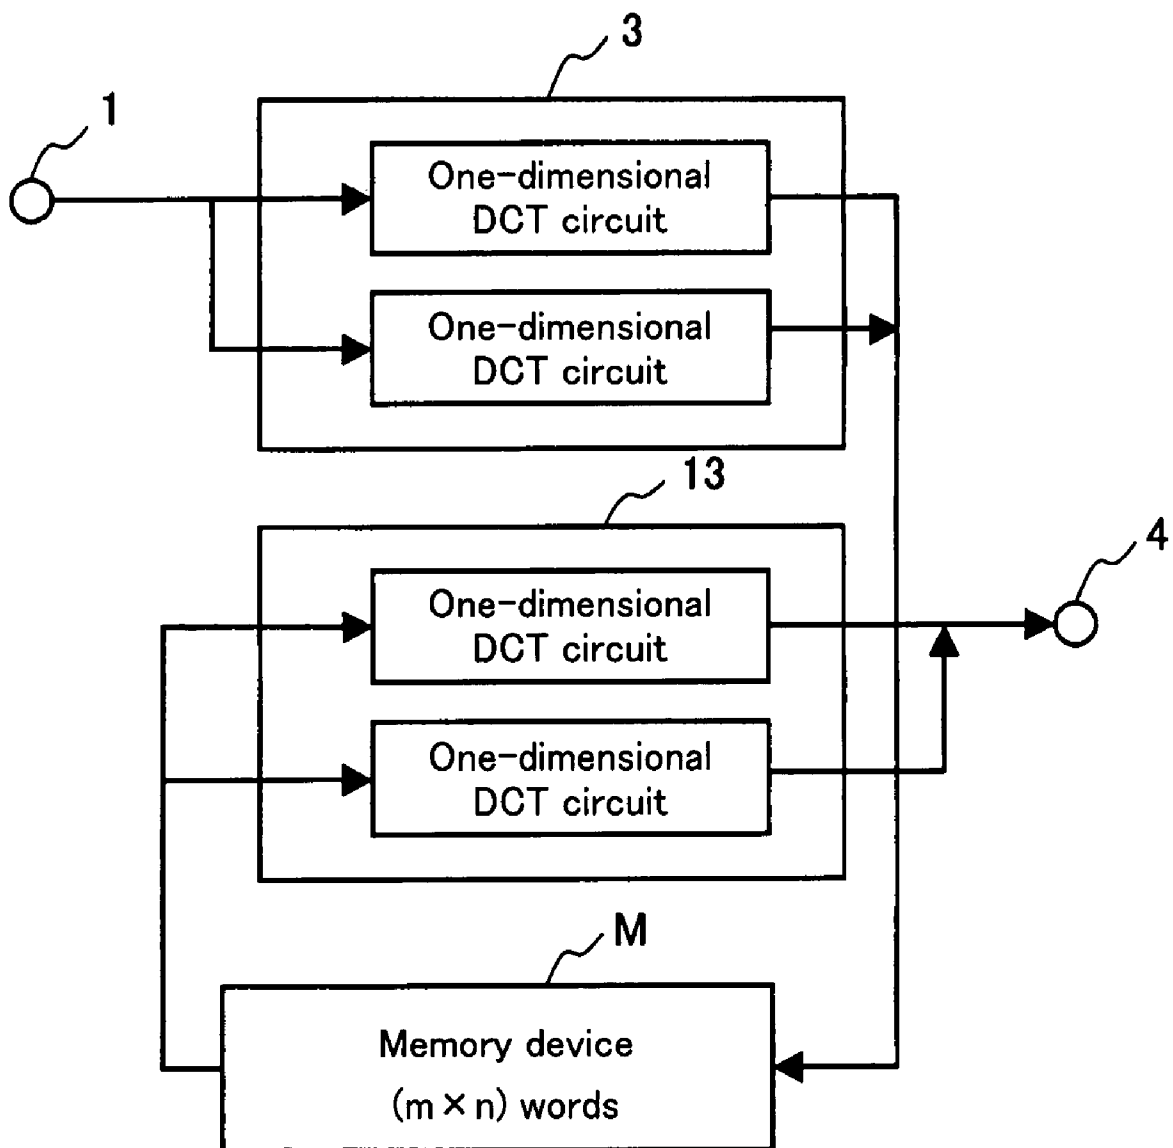 3
1
One-dimensional
DCT circuit
One-dimensional
DCT circuit
13
4
One-dimensional
DCT circuit
One-dimensional
DCT circuit
M
Memory device
(m×n) words